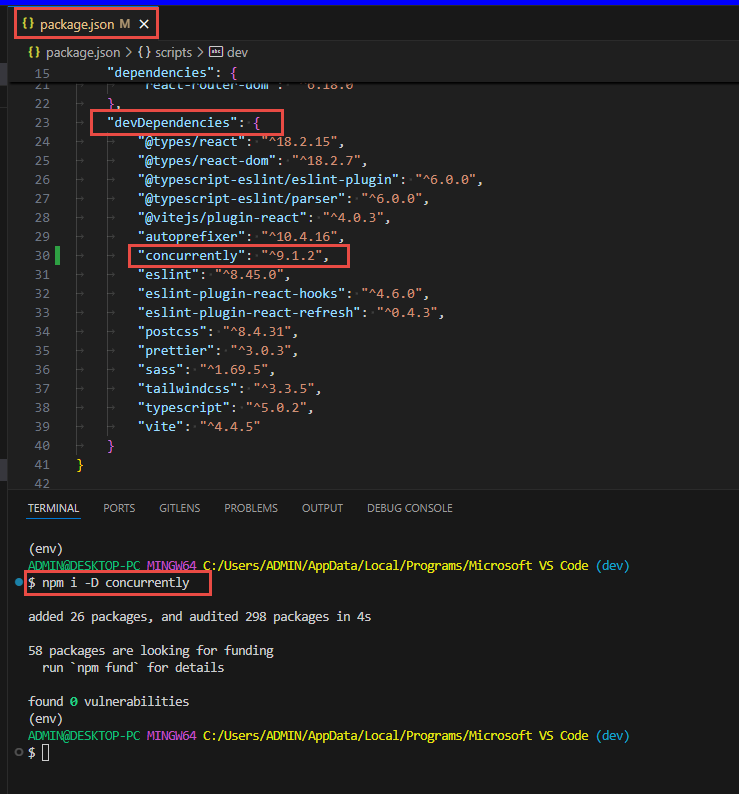 {} package.json M ×
{} package.json > {} scripts > abc dev
15 "dependencies": {
21 "react-router-dom": "^6.18.0"
22 },
23 "devDependencies": {
24 "@types/react": "^18.2.15",
25 "@types/react-dom": "^18.2.7",
26 "@typescript-eslint/eslint-plugin": "^6.0.0",
27 "@typescript-eslint/parser": "^6.0.0",
28 "@vitejs/plugin-react": "^4.0.3",
29 "autoprefixer": "^10.4.16",
30 "concurrently": "^9.1.2",
31 "eslint": "^8.45.0",
32 "eslint-plugin-react-hooks": "^4.6.0",
33 "eslint-plugin-react-refresh": "^0.4.3",
34 "postcss": "^8.4.31",
35 "prettier": "^3.0.3",
36 "sass": "^1.69.5",
37 "tailwindcss": "^3.3.5",
38 "typescript": "^5.0.2",
39 "vite": "^4.4.5"
40 }
41 }
42
TERMINAL PORTS GITLENS PROBLEMS OUTPUT DEBUG CONSOLE
(env)
ADMIN@DESKTOP-PC MINGW64 C:/Users/ADMIN/AppData/Local/Programs/Microsoft VS Code (dev)
$ npm i -D concurrently
added 26 packages, and audited 298 packages in 4s
58 packages are looking for funding
run `npm fund` for details
found 0 vulnerabilities
(env)
ADMIN@DESKTOP-PC MINGW64 C:/Users/ADMIN/AppData/Local/Programs/Microsoft VS Code (dev)
$